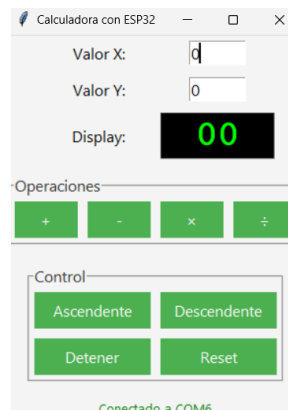 Calculadora con ESP32
Valor X: 0
Valor Y: 0
Display: 00
Operaciones
+ - × ÷
Control
Ascendente Descendente
Detener Reset
Conectado a COM6